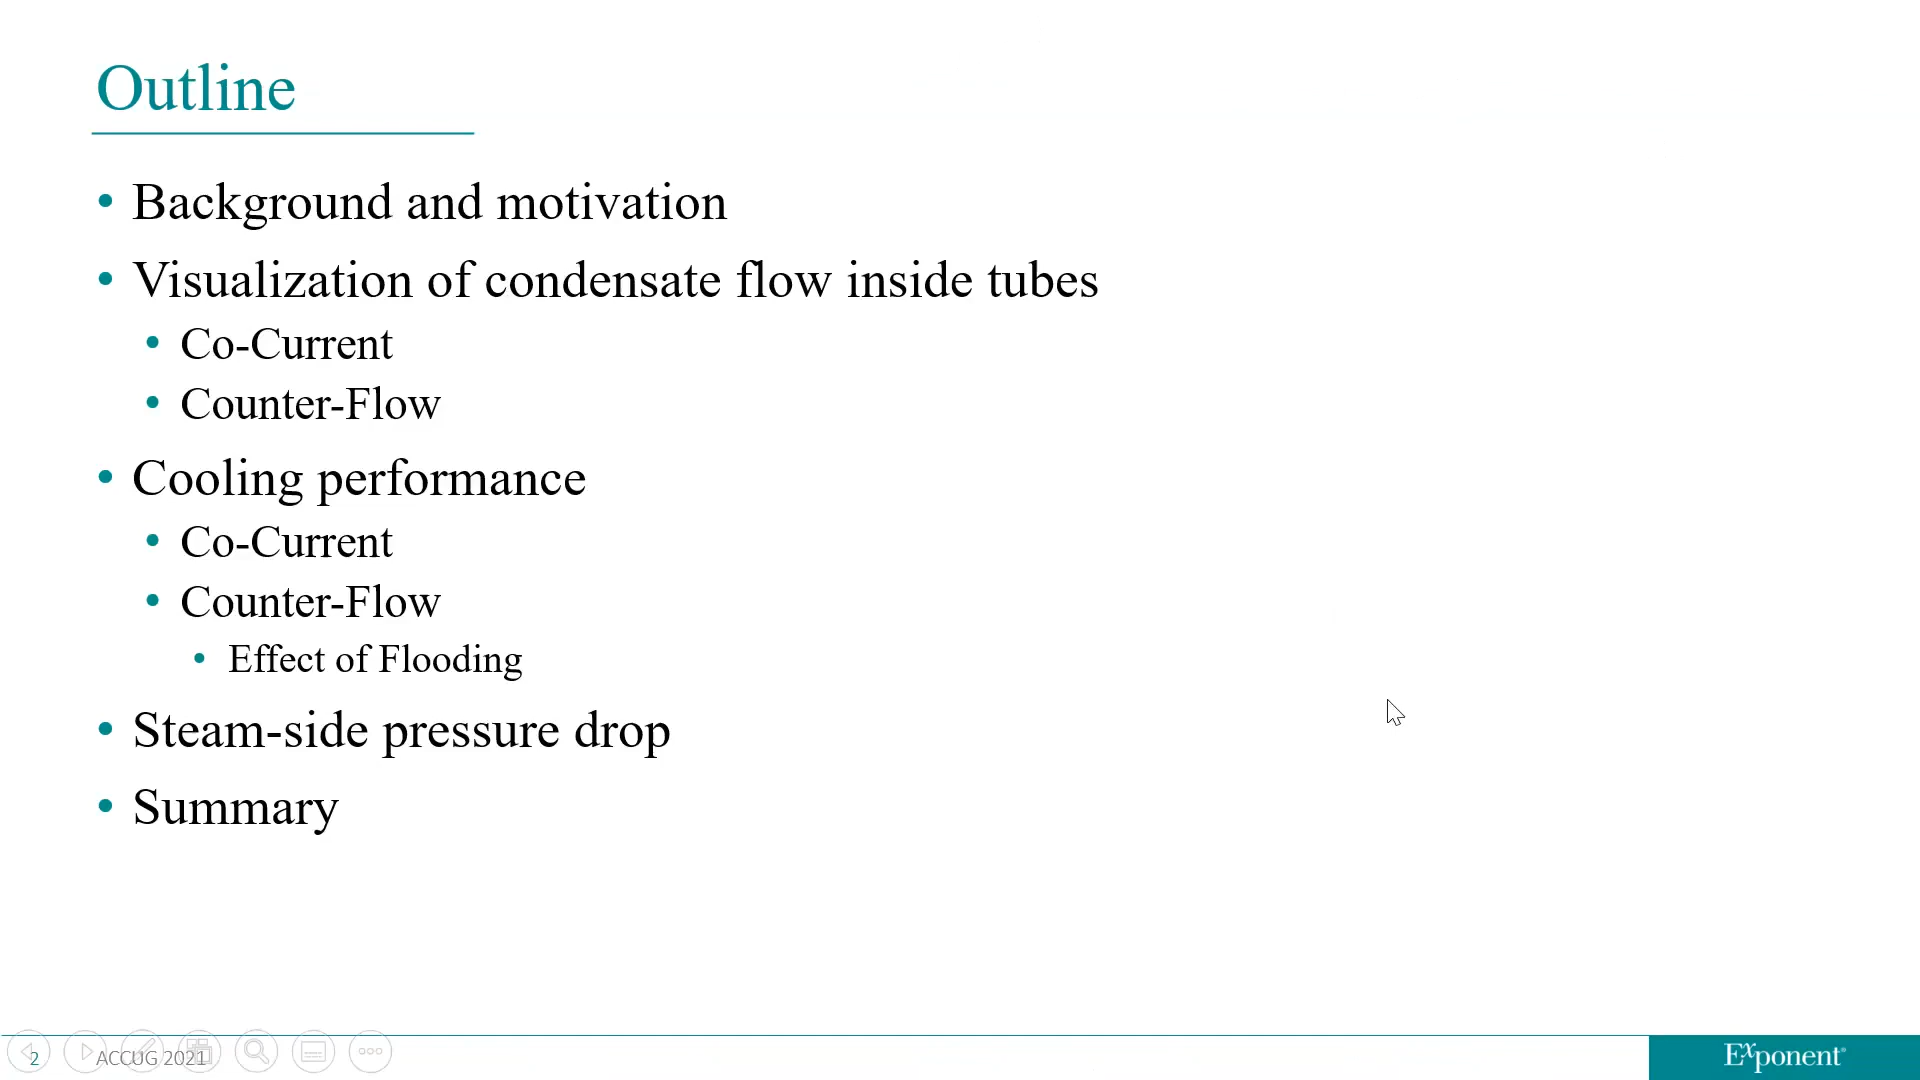 Outline
• Background and motivation
• Visualization of condensate flow inside tubes
• Co-Current
• Counter-Flow
• Cooling performance
• Co-Current
• Counter-Flow
• Effect of Flooding
• Steam-side pressure drop
• Summary
2 ACCUG 2021
Exponent®